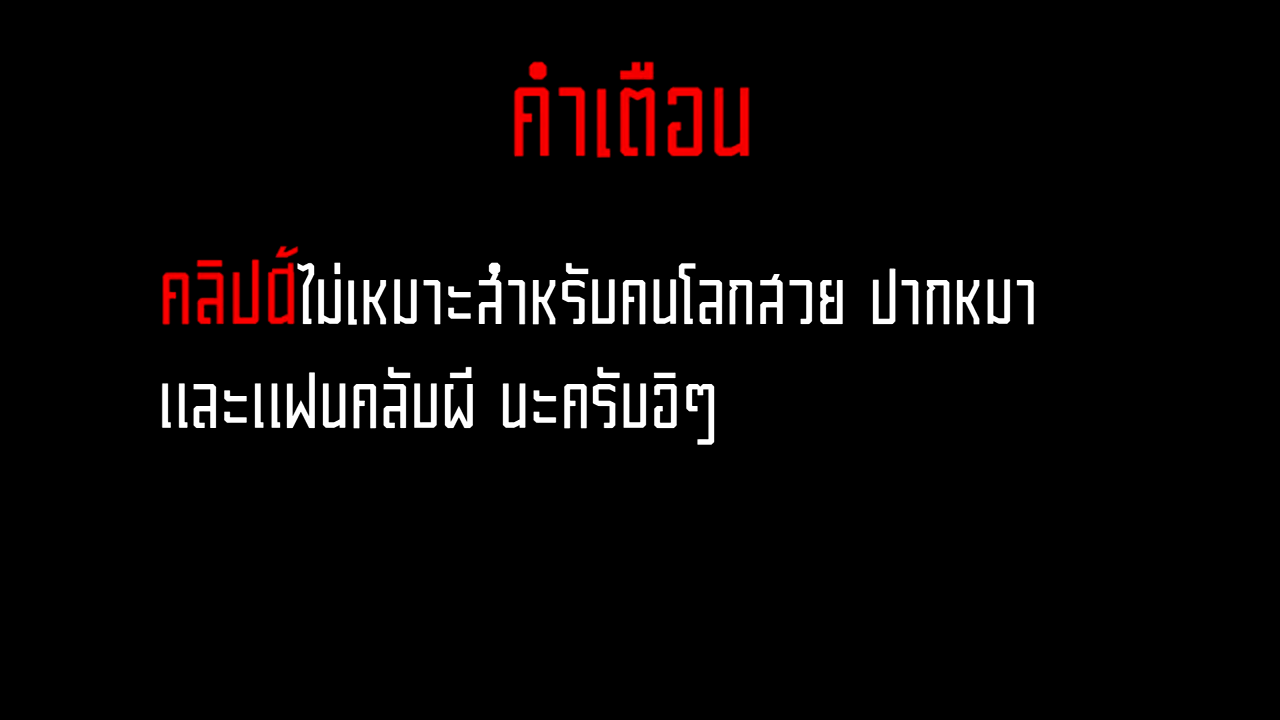 คำเตือน
คลิปนี้ไม่เหมาะสำหรับคนโลกสวย ปากหมา
และแฟนคลับผี นะครับอิๆ